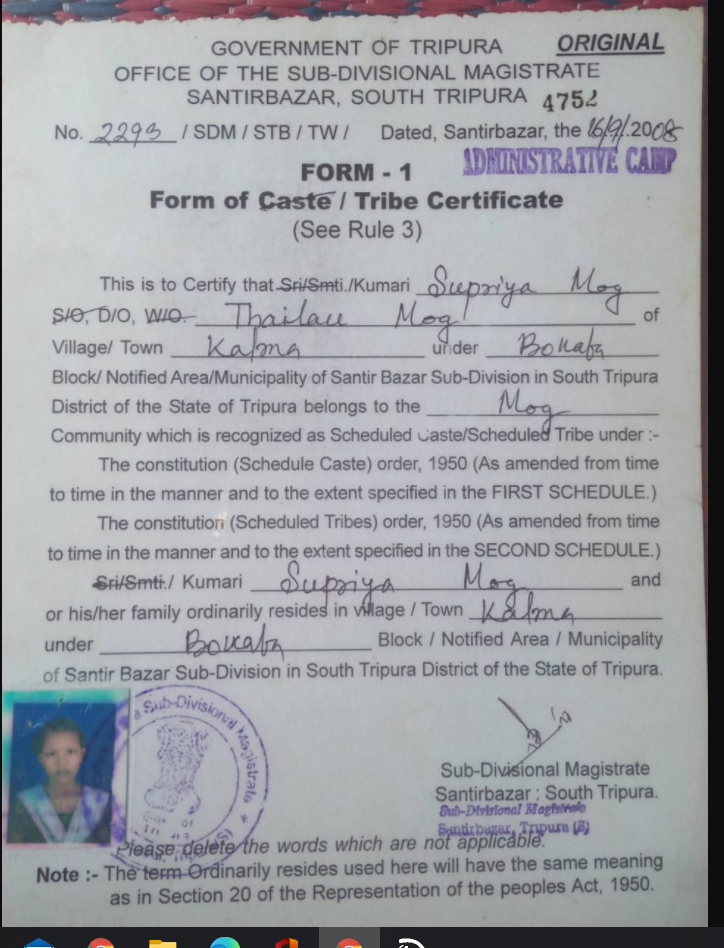 GOVERNMENT OF TRIPURA ORIGINAL
OFFICE OF THE SUB-DIVISIONAL MAGISTRATE
SANTIRBAZAR, SOUTH TRIPURA 4752
No. 2293 / SDM / STB / TW / Dated, Santirbazar, the 16/9/.2008
ADMINISTRATIVE CAMP
FORM - 1
Form of Caste / Tribe Certificate
(See Rule 3)
This is to Certify that Sri/Smti./Kumari Supriya Mog
S/O, D/O, W/O. Thailau Mog of
Village/ Town Kalma under Bokafa
Block/ Notified Area/Municipality of Santir Bazar Sub-Division in South Tripura
District of the State of Tripura belongs to the Mog
Community which is recognized as Scheduled Caste/Scheduled Tribe under :-
The constitution (Schedule Caste) order, 1950 (As amended from time
to time in the manner and to the extent specified in the FIRST SCHEDULE.)
The constitution (Scheduled Tribes) order, 1950 (As amended from time
to time in the manner and to the extent specified in the SECOND SCHEDULE.)
Sri/Smti./ Kumari Supriya Mog and
or his/her family ordinarily resides in village / Town Kalma
under Bokafa Block / Notified Area / Municipality
of Santir Bazar Sub-Division in South Tripura District of the State of Tripura.
Sub-Divisional Magistrate
Sub-Divisional Magistrate
Santirbazar : South Tripura.
Sub-Divisional Magistrate
Santirbazar, Tripura (S)
Please delete the words which are not applicable.
Note :- The term Ordinarily resides used here will have the same meaning
as in Section 20 of the Representation of the peoples Act, 1950.